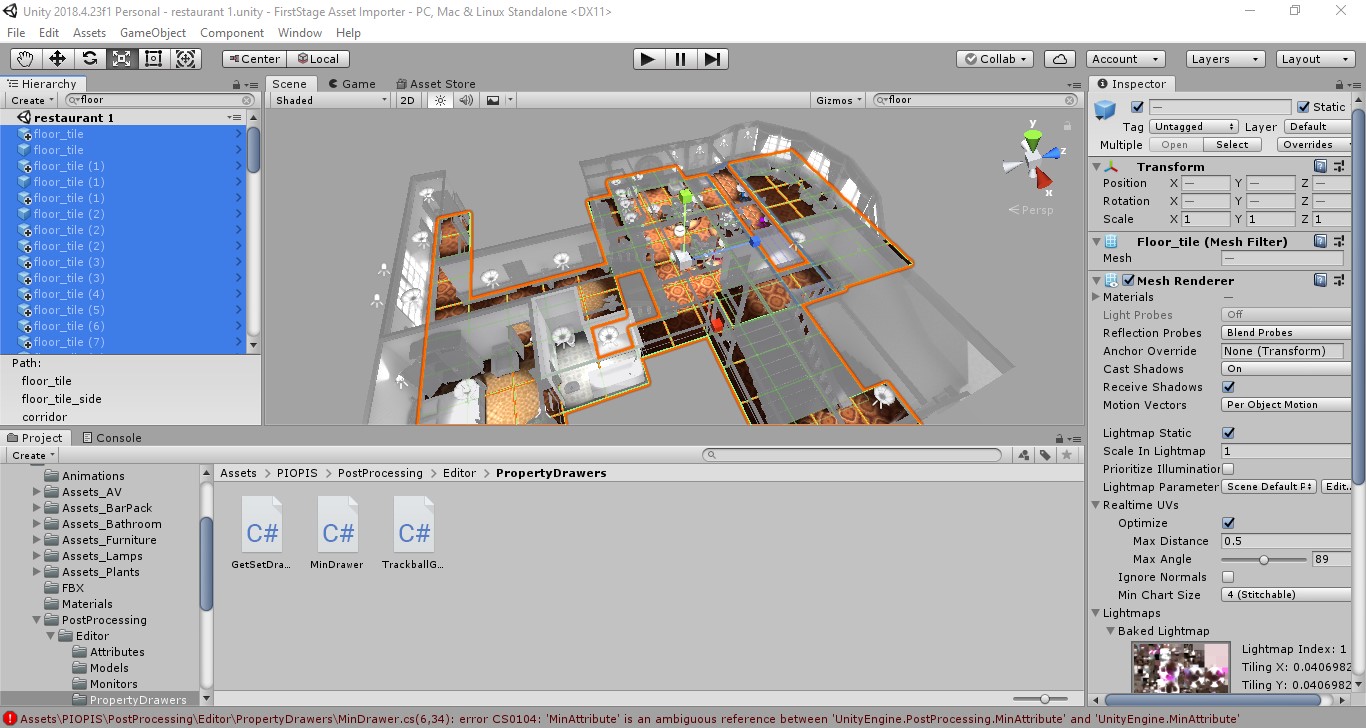 Unity 2018.4.23f1 Personal - restaurant 1.unity - FirstStage Asset Importer - PC, Mac & Linux Standalone <DX11>
File Edit Assets GameObject Component Window Help
Center Local Collab Account Layers Layout
Hierarchy
Create floor
restaurant 1
floor_tile
floor_tile
floor_tile (1)
floor_tile (1)
floor_tile (1)
floor_tile (2)
floor_tile (2)
floor_tile (2)
floor_tile (3)
floor_tile (3)
floor_tile (4)
floor_tile (5)
floor_tile (6)
floor_tile (7)
Path:
floor_tile
floor_tile_side
corridor
Scene Game Asset Store
Shaded 2D Gizmos floor
y
z
x
Persp
Inspector
— Static
Tag Untagged Layer Default
Multiple Open Select Overrides
Transform
Position X — Y — Z —
Rotation X — Y — Z —
Scale X 1 Y 1 Z 1
Floor_tile (Mesh Filter)
Mesh —
Mesh Renderer
Materials —
Light Probes Off
Reflection Probes Blend Probes
Anchor Override None (Transform)
Cast Shadows On
Receive Shadows
Motion Vectors Per Object Motion
Lightmap Static
Scale In Lightmap 1
Prioritize Illumination
Lightmap Parameter Scene Default P Edit..
Realtime UVs
Optimize
Max Distance 0.5
Max Angle 89
Ignore Normals
Min Chart Size 4 (Stitchable)
Lightmaps
Baked Lightmap
Lightmap Index: 1
Tiling X: 0.0406982
Tiling Y: 0.0406982
Project Console
Create
Animations
Assets_AV
Assets_BarPack
Assets_Bathroom
Assets_Furniture
Assets_Lamps
Assets_Plants
FBX
Materials
PostProcessing
Editor
Attributes
Models
Monitors
PropertyDrawers
Assets > PIOPIS > PostProcessing > Editor > PropertyDrawers
C# C# C#
GetSetDra... MinDrawer TrackballG...
Assets\PIOPIS\PostProcessing\Editor\PropertyDrawers\MinDrawer.cs(6,34): error CS0104: 'MinAttribute' is an ambiguous reference between 'UnityEngine.PostProcessing.MinAttribute' and 'UnityEngine.MinAttribute'